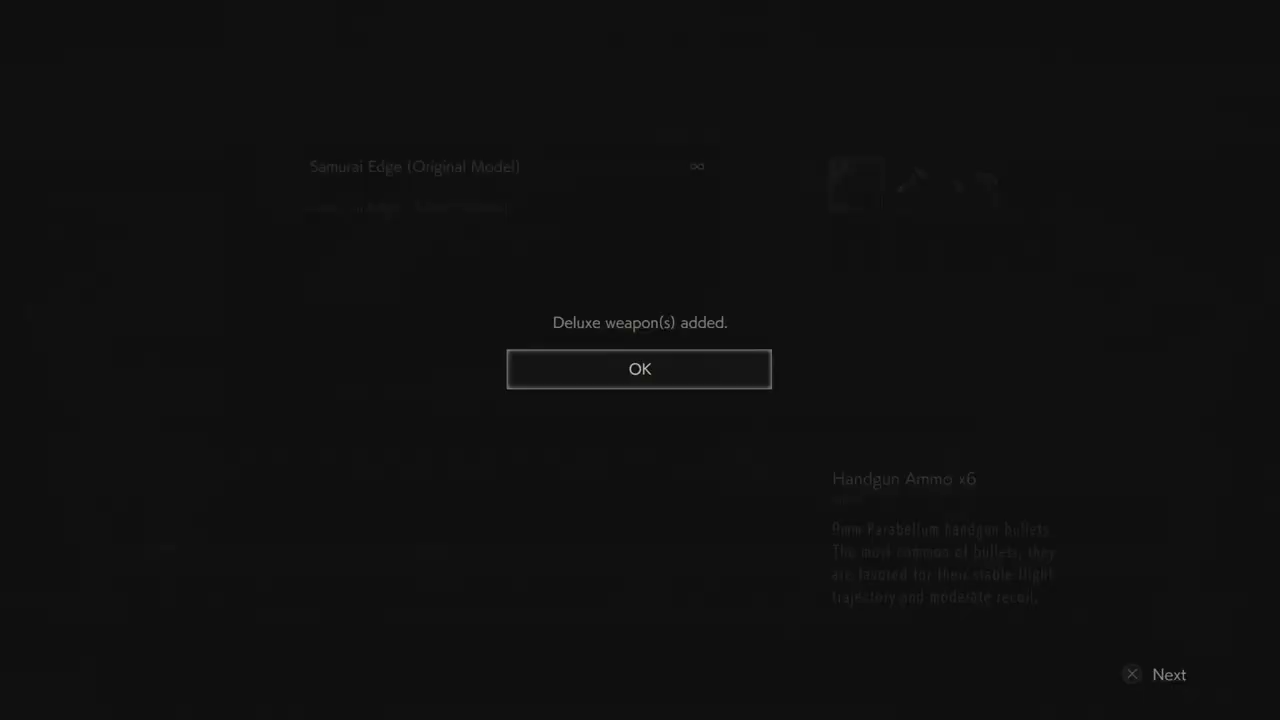 Samurai Edge (Original Model) ∞
Deluxe weapon(s) added.
OK
Handgun Ammo x6
9mm Parabellum handgun bullets.
The most common of bullets, they
are favored for their stable flight
trajectory and moderate recoil.
Next